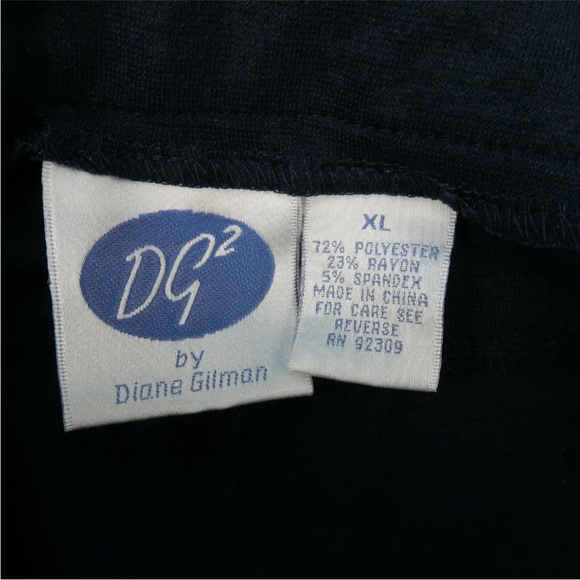 DG²
by
Diane Gilman
XL
72% POLYESTER
23% RAYON
5% SPANDEX
MADE IN CHINA
FOR CARE SEE
REVERSE
RN 92309